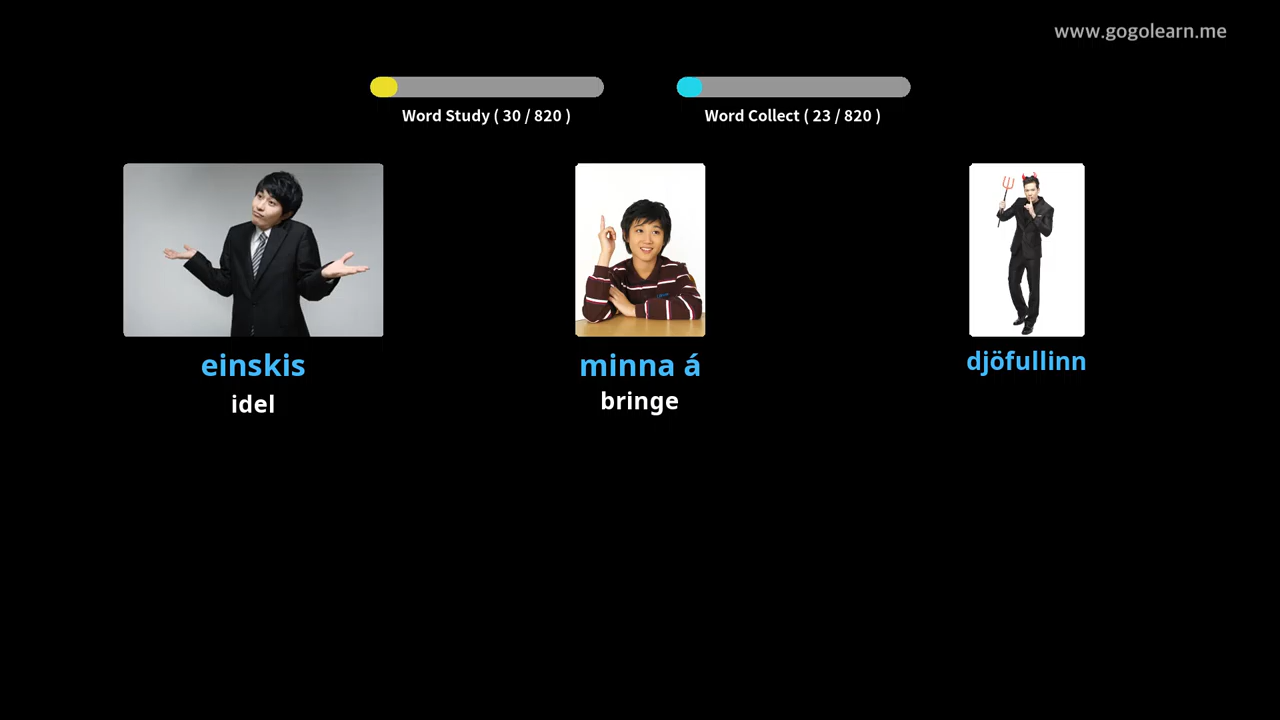 www.gogolearn.me
Word Study ( 30 / 820 )
Word Collect ( 23 / 820 )
einskis
idel
minna á
bringe
djöfullinn